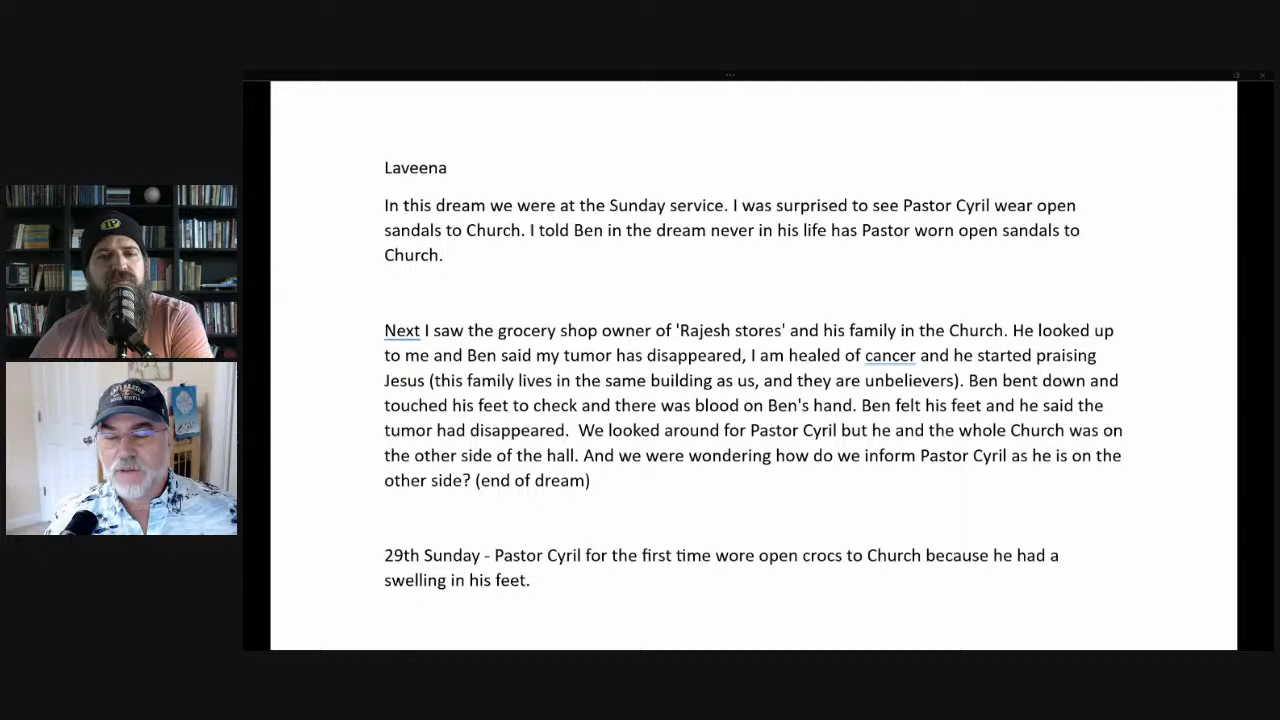 Laveena
In this dream we were at the Sunday service. I was surprised to see Pastor Cyril wear open
sandals to Church. I told Ben in the dream never in his life has Pastor worn open sandals to
Church.
Next I saw the grocery shop owner of 'Rajesh stores' and his family in the Church. He looked up
to me and Ben said my tumor has disappeared, I am healed of cancer and he started praising
Jesus (this family lives in the same building as us, and they are unbelievers). Ben bent down and
touched his feet to check and there was blood on Ben's hand. Ben felt his feet and he said the
tumor had disappeared.  We looked around for Pastor Cyril but he and the whole Church was on
the other side of the hall. And we were wondering how do we inform Pastor Cyril as he is on the
other side? (end of dream)
29th Sunday - Pastor Cyril for the first time wore open crocs to Church because he had a
swelling in his feet.